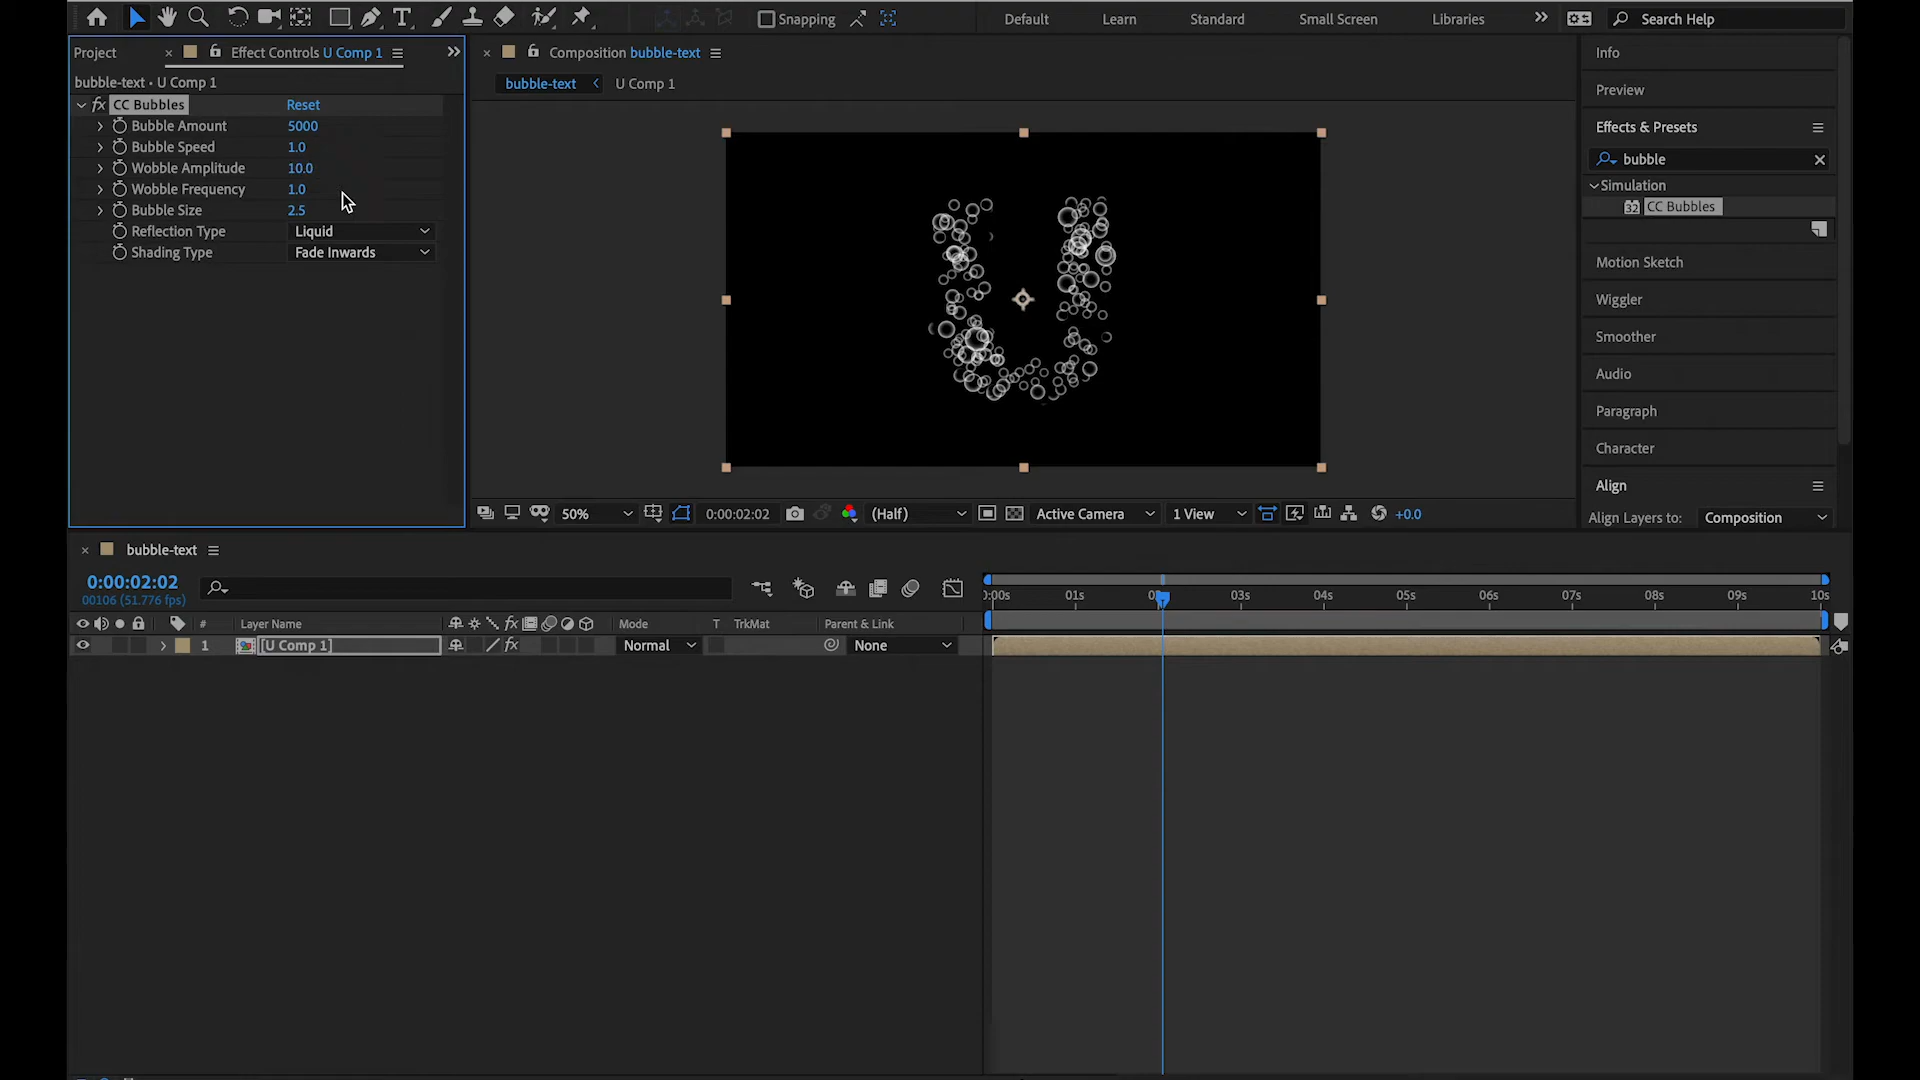 Snapping
Default
Learn
Standard
Small Screen
Libraries
Search Help
Project
Effect Controls U Comp 1
bubble-text • U Comp 1
fx CC Bubbles Reset
Bubble Amount 5000
Bubble Speed 1.0
Wobble Amplitude 10.0
Wobble Frequency 1.0
Bubble Size 2.5
Reflection Type Liquid
Shading Type Fade Inwards
Composition bubble-text
bubble-text U Comp 1
50%
0:00:02:02
(Half)
Active Camera
1 View
+0.0
Info
Preview
Effects & Presets
bubble
Simulation
32 CC Bubbles
Motion Sketch
Wiggler
Smoother
Audio
Paragraph
Character
Align
Align Layers to: Composition
bubble-text
0:00:02:02
00106 (51.776 fps)
:00s 01s 03s 04s 05s 06s 07s 08s 09s 10s
# Layer Name fx Mode T TrkMat Parent & Link
1 [U Comp 1] fx Normal None